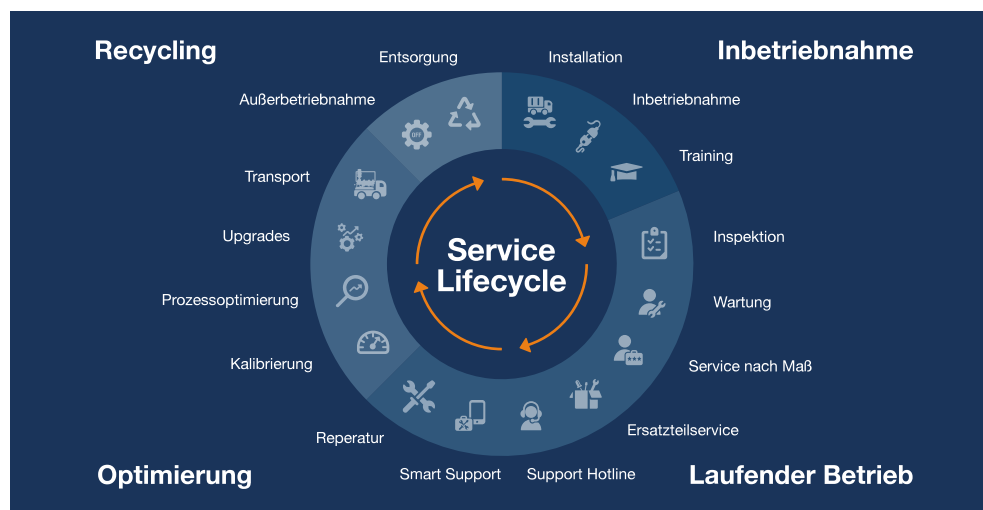 Recycling
Inbetriebnahme
Entsorgung
Installation
Außerbetriebnahme
Inbetriebnahme
OFF
Training
Transport
Upgrades
Inspektion
Service
Lifecycle
Prozessoptimierung
Wartung
Kalibrierung
Service nach Maß
Reperatur
Ersatzteilservice
Smart Support
Support Hotline
Optimierung
Laufender Betrieb